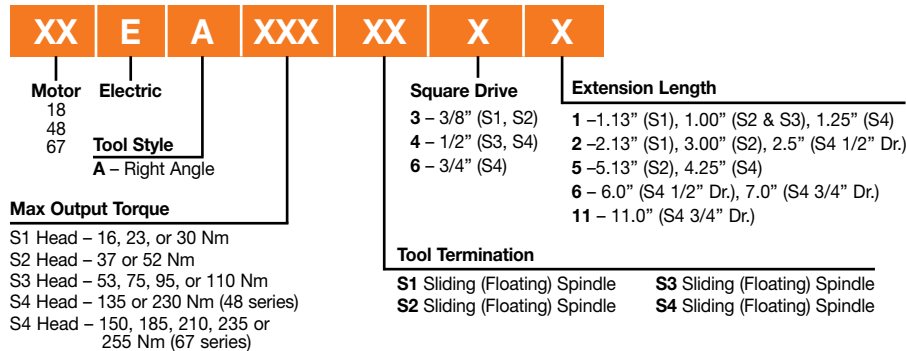 XX E A XXX XX X X
Motor
18
48
67
Electric
Tool Style
A – Right Angle
Max Output Torque
S1 Head – 16, 23, or 30 Nm
S2 Head – 37 or 52 Nm
S3 Head – 53, 75, 95, or 110 Nm
S4 Head – 135 or 230 Nm (48 series)
S4 Head – 150, 185, 210, 235 or
255 Nm (67 series)
Square Drive
3 – 3/8” (S1, S2)
4 – 1/2” (S3, S4)
6 – 3/4” (S4)
Extension Length
1 –1.13” (S1), 1.00” (S2 & S3), 1.25” (S4)
2 –2.13” (S1), 3.00” (S2), 2.5” (S4 1/2” Dr.)
5 –5.13” (S2), 4.25” (S4)
6 – 6.0” (S4 1/2” Dr.), 7.0” (S4 3/4” Dr.)
11 – 11.0” (S4 3/4” Dr.)
Tool Termination
S1 Sliding (Floating) Spindle
S2 Sliding (Floating) Spindle
S3 Sliding (Floating) Spindle
S4 Sliding (Floating) Spindle